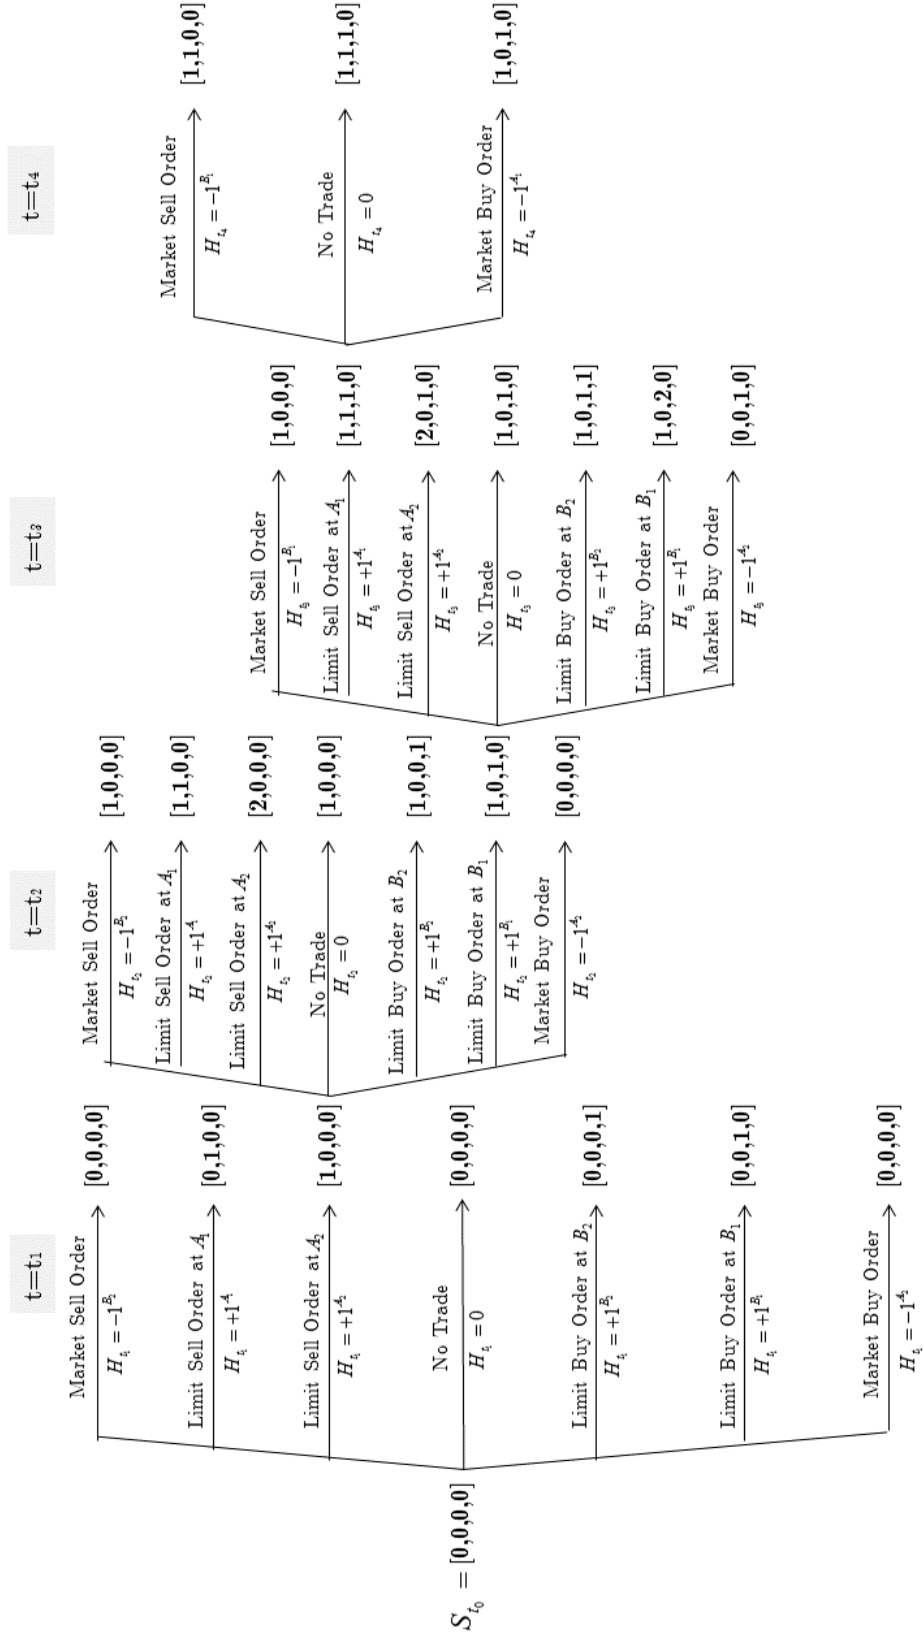 t=t₁
t=t₂
t=t₃
t=t₄
S_{t₀} = [0,0,0,0]
Market Sell Order
H_{t₁} = −1^{B₂}
[0,0,0,0]
Limit Sell Order at A₁
H_{t₁} = +1^{A₁}
[0,1,0,0]
Limit Sell Order at A₂
H_{t₁} = +1^{A₂}
[1,0,0,0]
No Trade
H_{t₁} = 0
[0,0,0,0]
Limit Buy Order at B₂
H_{t₁} = +1^{B₂}
[0,0,0,1]
Limit Buy Order at B₁
H_{t₁} = +1^{B₁}
[0,0,1,0]
Market Buy Order
H_{t₁} = −1^{A₂}
[0,0,0,0]
Market Sell Order
H_{t₂} = −1^{B₂}
[1,0,0,0]
Limit Sell Order at A₁
H_{t₂} = +1^{A₁}
[1,1,0,0]
Limit Sell Order at A₂
H_{t₂} = +1^{A₂}
[2,0,0,0]
No Trade
H_{t₂} = 0
[1,0,0,0]
Limit Buy Order at B₂
H_{t₂} = +1^{B₂}
[1,0,0,1]
Limit Buy Order at B₁
H_{t₂} = +1^{B₁}
[1,0,1,0]
Market Buy Order
H_{t₂} = −1^{A₂}
[0,0,0,0]
Market Sell Order
H_{t₃} = −1^{B₁}
[1,0,0,0]
Limit Sell Order at A₁
H_{t₃} = +1^{A₁}
[1,1,1,0]
Limit Sell Order at A₂
H_{t₃} = +1^{A₂}
[2,0,1,0]
No Trade
H_{t₃} = 0
[1,0,1,0]
Limit Buy Order at B₂
H_{t₃} = +1^{B₂}
[1,0,1,1]
Limit Buy Order at B₁
H_{t₃} = +1^{B₁}
[1,0,2,0]
Market Buy Order
H_{t₃} = −1^{A₂}
[0,0,1,0]
Market Sell Order
H_{t₄} = −1^{B₁}
[1,1,0,0]
No Trade
H_{t₄} = 0
[1,1,1,0]
Market Buy Order
H_{t₄} = −1^{A₁}
[1,0,1,0]